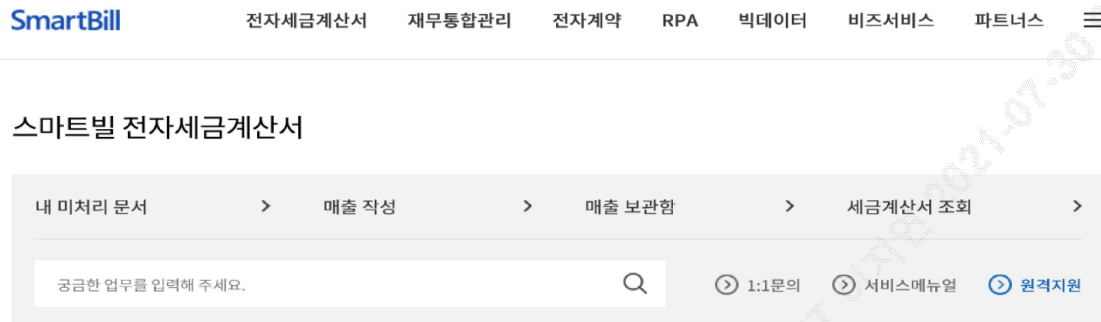 SmartBill 전자세금계산서 재무통합관리 전자계약 RPA 빅데이터 비즈서비스 파트너스
스마트빌 전자세금계산서
내 미처리 문서 > 매출 작성 > 매출 보관함 > 세금계산서 조회 >
궁금한 업무를 입력해 주세요. 1:1문의 서비스메뉴얼 원격지원
2021-07-30